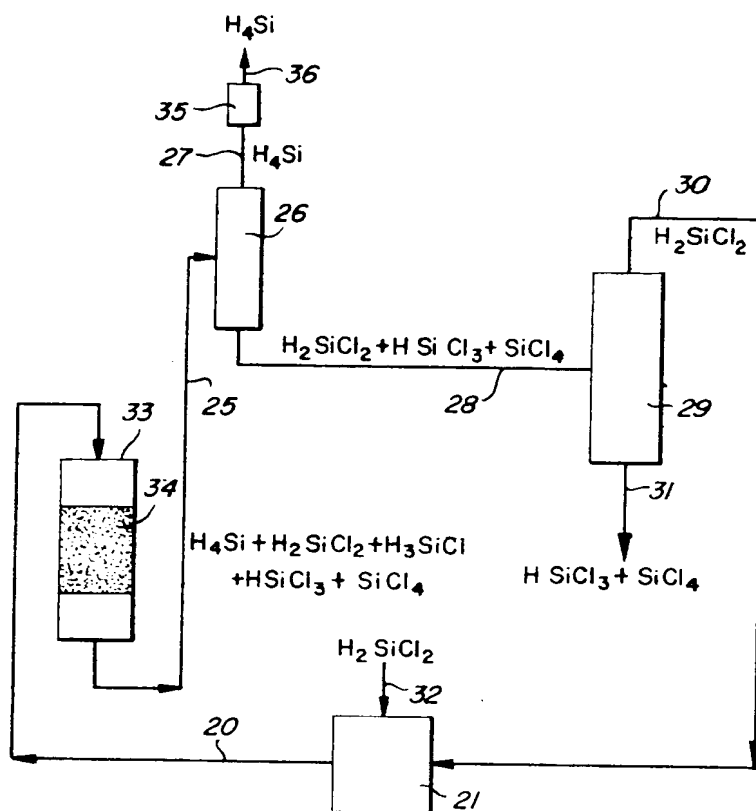 H₄Si
36
35
27
H₄Si
30
H₂SiCl₂
26
H₂SiCl₂+H Si Cl₃+SiCl₄
28
29
25
33
34
31
H₄Si+H₂SiCl₂+H₃SiCl
+HSiCl₃+ SiCl₄
H SiCl₃+ SiCl₄
H₂ SiCl₂
32
20
21